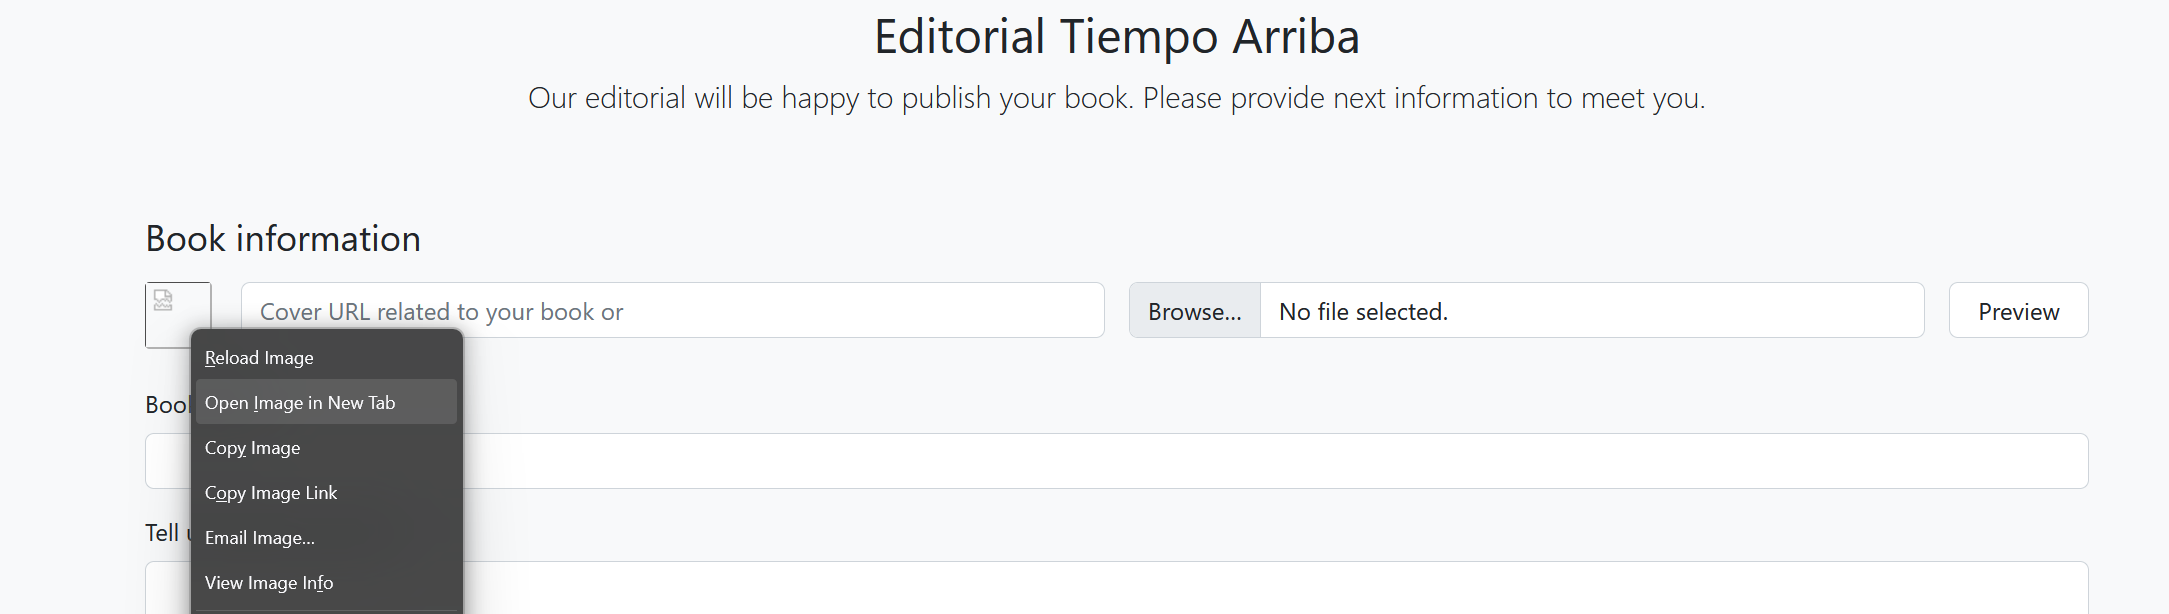 Editorial Tiempo Arriba
Our editorial will be happy to publish your book. Please provide next information to meet you.
Book information
Cover URL related to your book or
Browse...
No file selected.
Preview
Reload Image
Open Image in New Tab
Copy Image
Copy Image Link
Email Image...
View Image Info
Tell